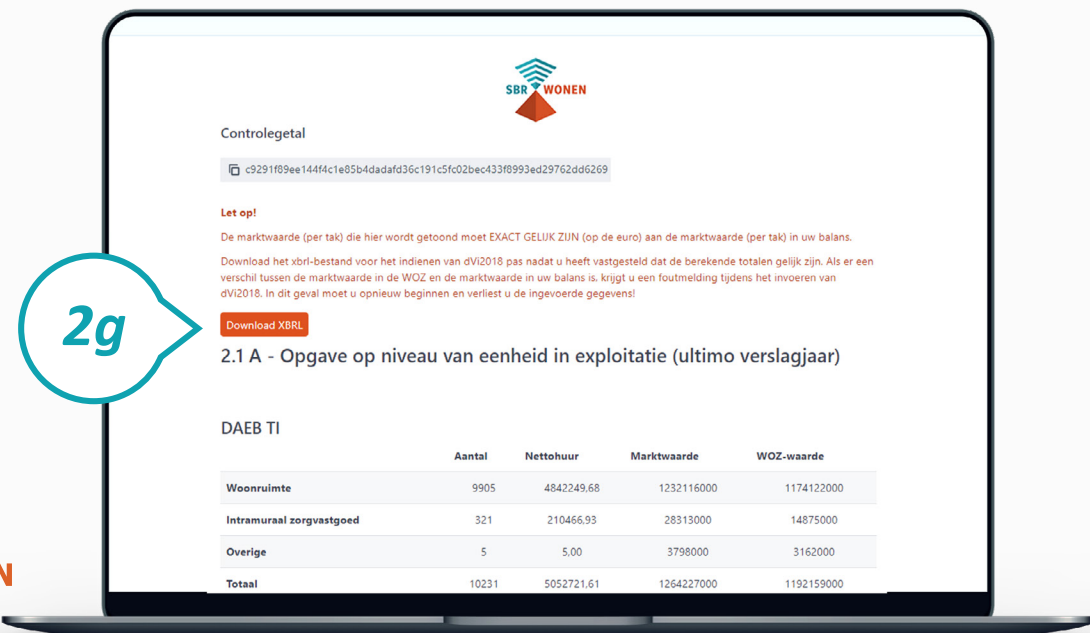 SBR WONEN
Controlegetal
c9291f89ee144f4c1e85b4dadafd36c191c5fc02bec433f8993ed29762dd6269
Let op!
De marktwaarde (per tak) die hier wordt getoond moet EXACT GELIJK ZIJN (op de euro) aan de marktwaarde (per tak) in uw balans.
Download het xbrl-bestand voor het indienen van dVi2018 pas nadat u heeft vastgesteld dat de berekende totalen gelijk zijn. Als er een
verschil tussen de marktwaarde in de WOZ en de marktwaarde in uw balans is, krijgt u een foutmelding tijdens het invoeren van
dVi2018. In dit geval moet u opnieuw beginnen en verliest u de ingevoerde gegevens!
2g
Download XBRL
2.1 A - Opgave op niveau van eenheid in exploitatie (ultimo verslagjaar)
DAEB TI
Aantal Nettohuur Marktwaarde WOZ-waarde
Woonruimte 9905 4842249,68 1232116000 1174122000
Intramuraal zorgvastgoed 321 210466,93 28313000 14875000
Overige 5 5,00 3798000 3162000
N
Totaal 10231 5052721,61 1264227000 1192159000